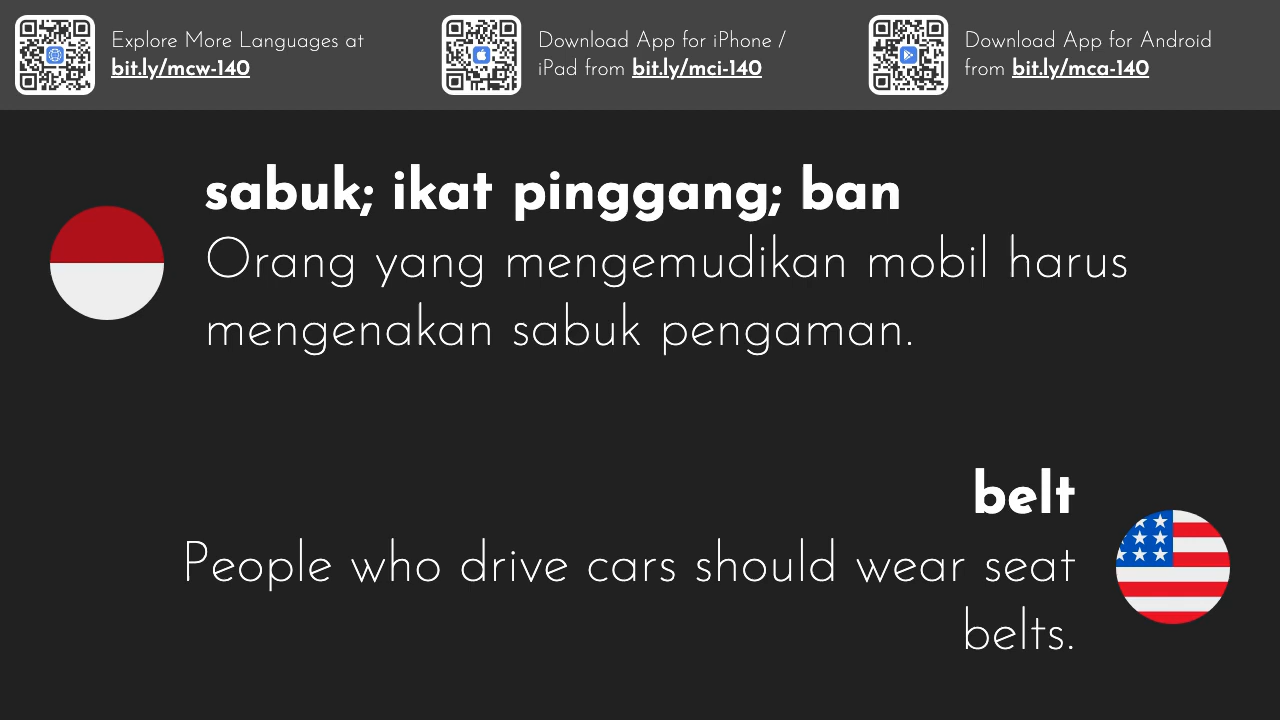 Explore More Languages at
bit.ly/mcw-140
Download App for iPhone /
iPad from bit.ly/mci-140
Download App for Android
from bit.ly/mca-140
sabuk; ikat pinggang; ban
Orang yang mengemudikan mobil harus
mengenakan sabuk pengaman.
belt
People who drive cars should wear seat
belts.